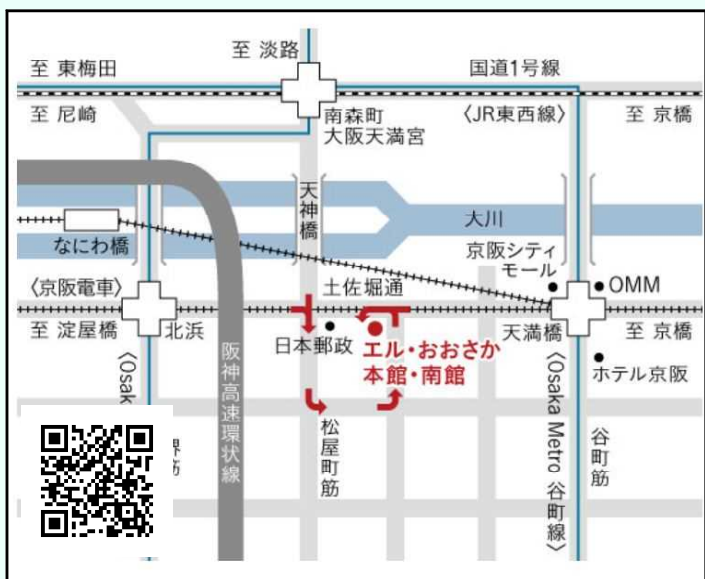 至 淡路
至 東梅田
国道1号線
至 尼崎
南森町
大阪天満宮
〈JR東西線〉
至 京橋
天神橋
大川
なにわ橋
京阪シティ
モール
OMM
〈京阪電車〉
土佐堀通
至 淀屋橋
北浜
日本郵政
天満橋
至 京橋
エル・おおさか
本館・南館
ホテル京阪
阪神高速環状線
〈Osak
筋
松屋町筋
〈Osaka Metro 谷町線〉
谷町筋